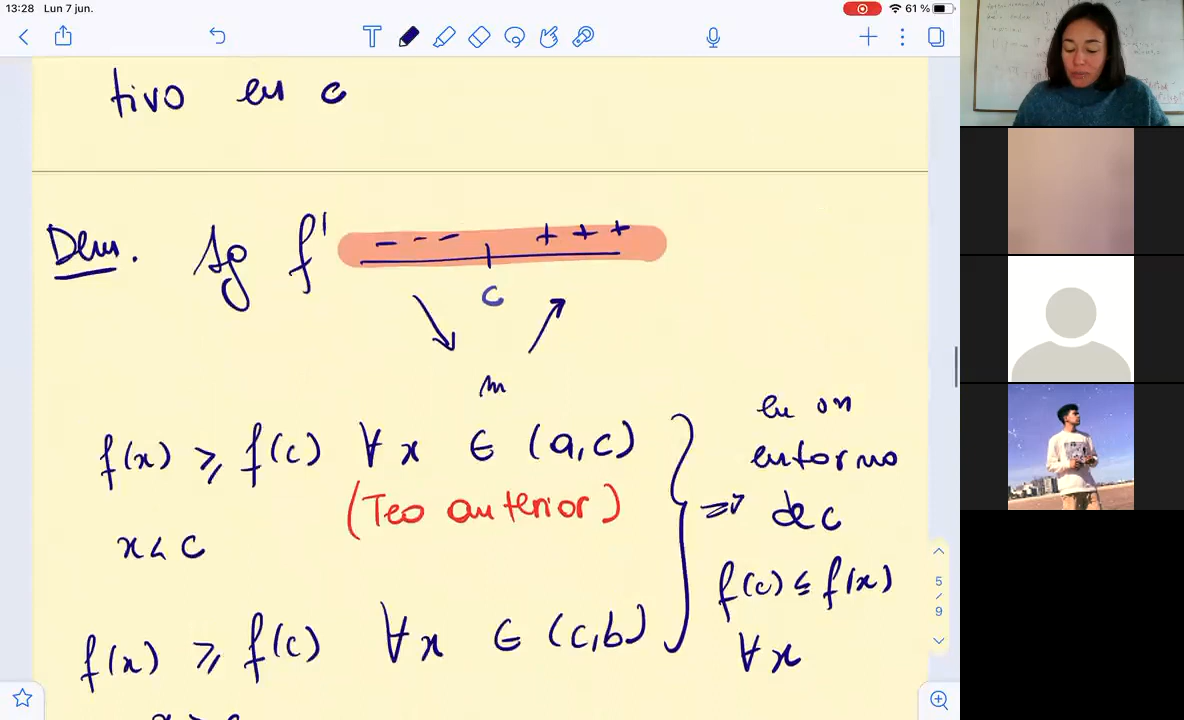 13:28 Lun 7 jun. 61 %
tivo en c
Dem. Sg f' - - - + + +
c
m
f(x) ⩾ f(c) ∀ x ∈ (a,c)
(Teo anterior)
x < c
f(x) ⩾ f(c) ∀x ∈ (c,b)
en un
entorno
⇒ de c
f(c) ≤ f(x)
∀x
5
/
9